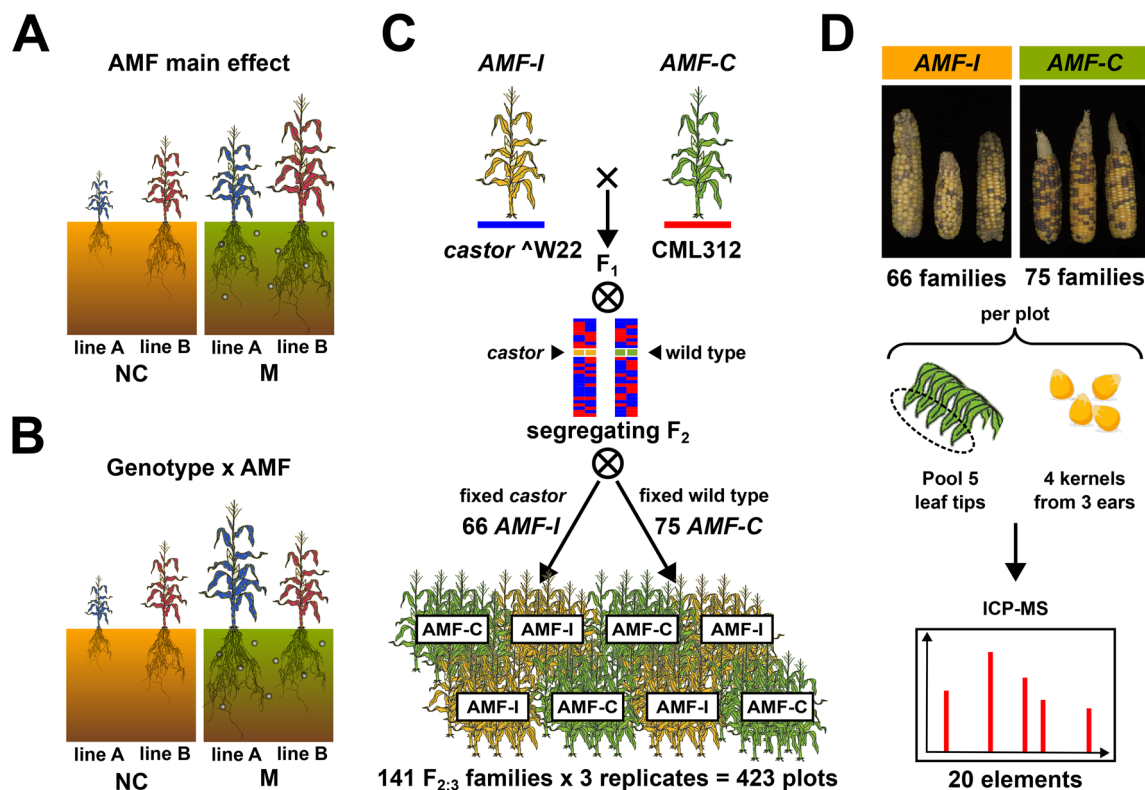 A
AMF main effect
line A line B line A line B
NC M
B
Genotype x AMF
line A line B line A line B
NC M
C
AMF-I AMF-C
×
castor ^W22 CML312
F1
castor wild type
segregating F2
fixed castor fixed wild type
66 AMF-I 75 AMF-C
AMF-C AMF-I AMF-C AMF-I
AMF-I AMF-C AMF-I AMF-C
141 F2:3 families x 3 replicates = 423 plots
D
AMF-I AMF-C
66 families 75 families
per plot
Pool 5 4 kernels
leaf tips from 3 ears
ICP-MS
20 elements